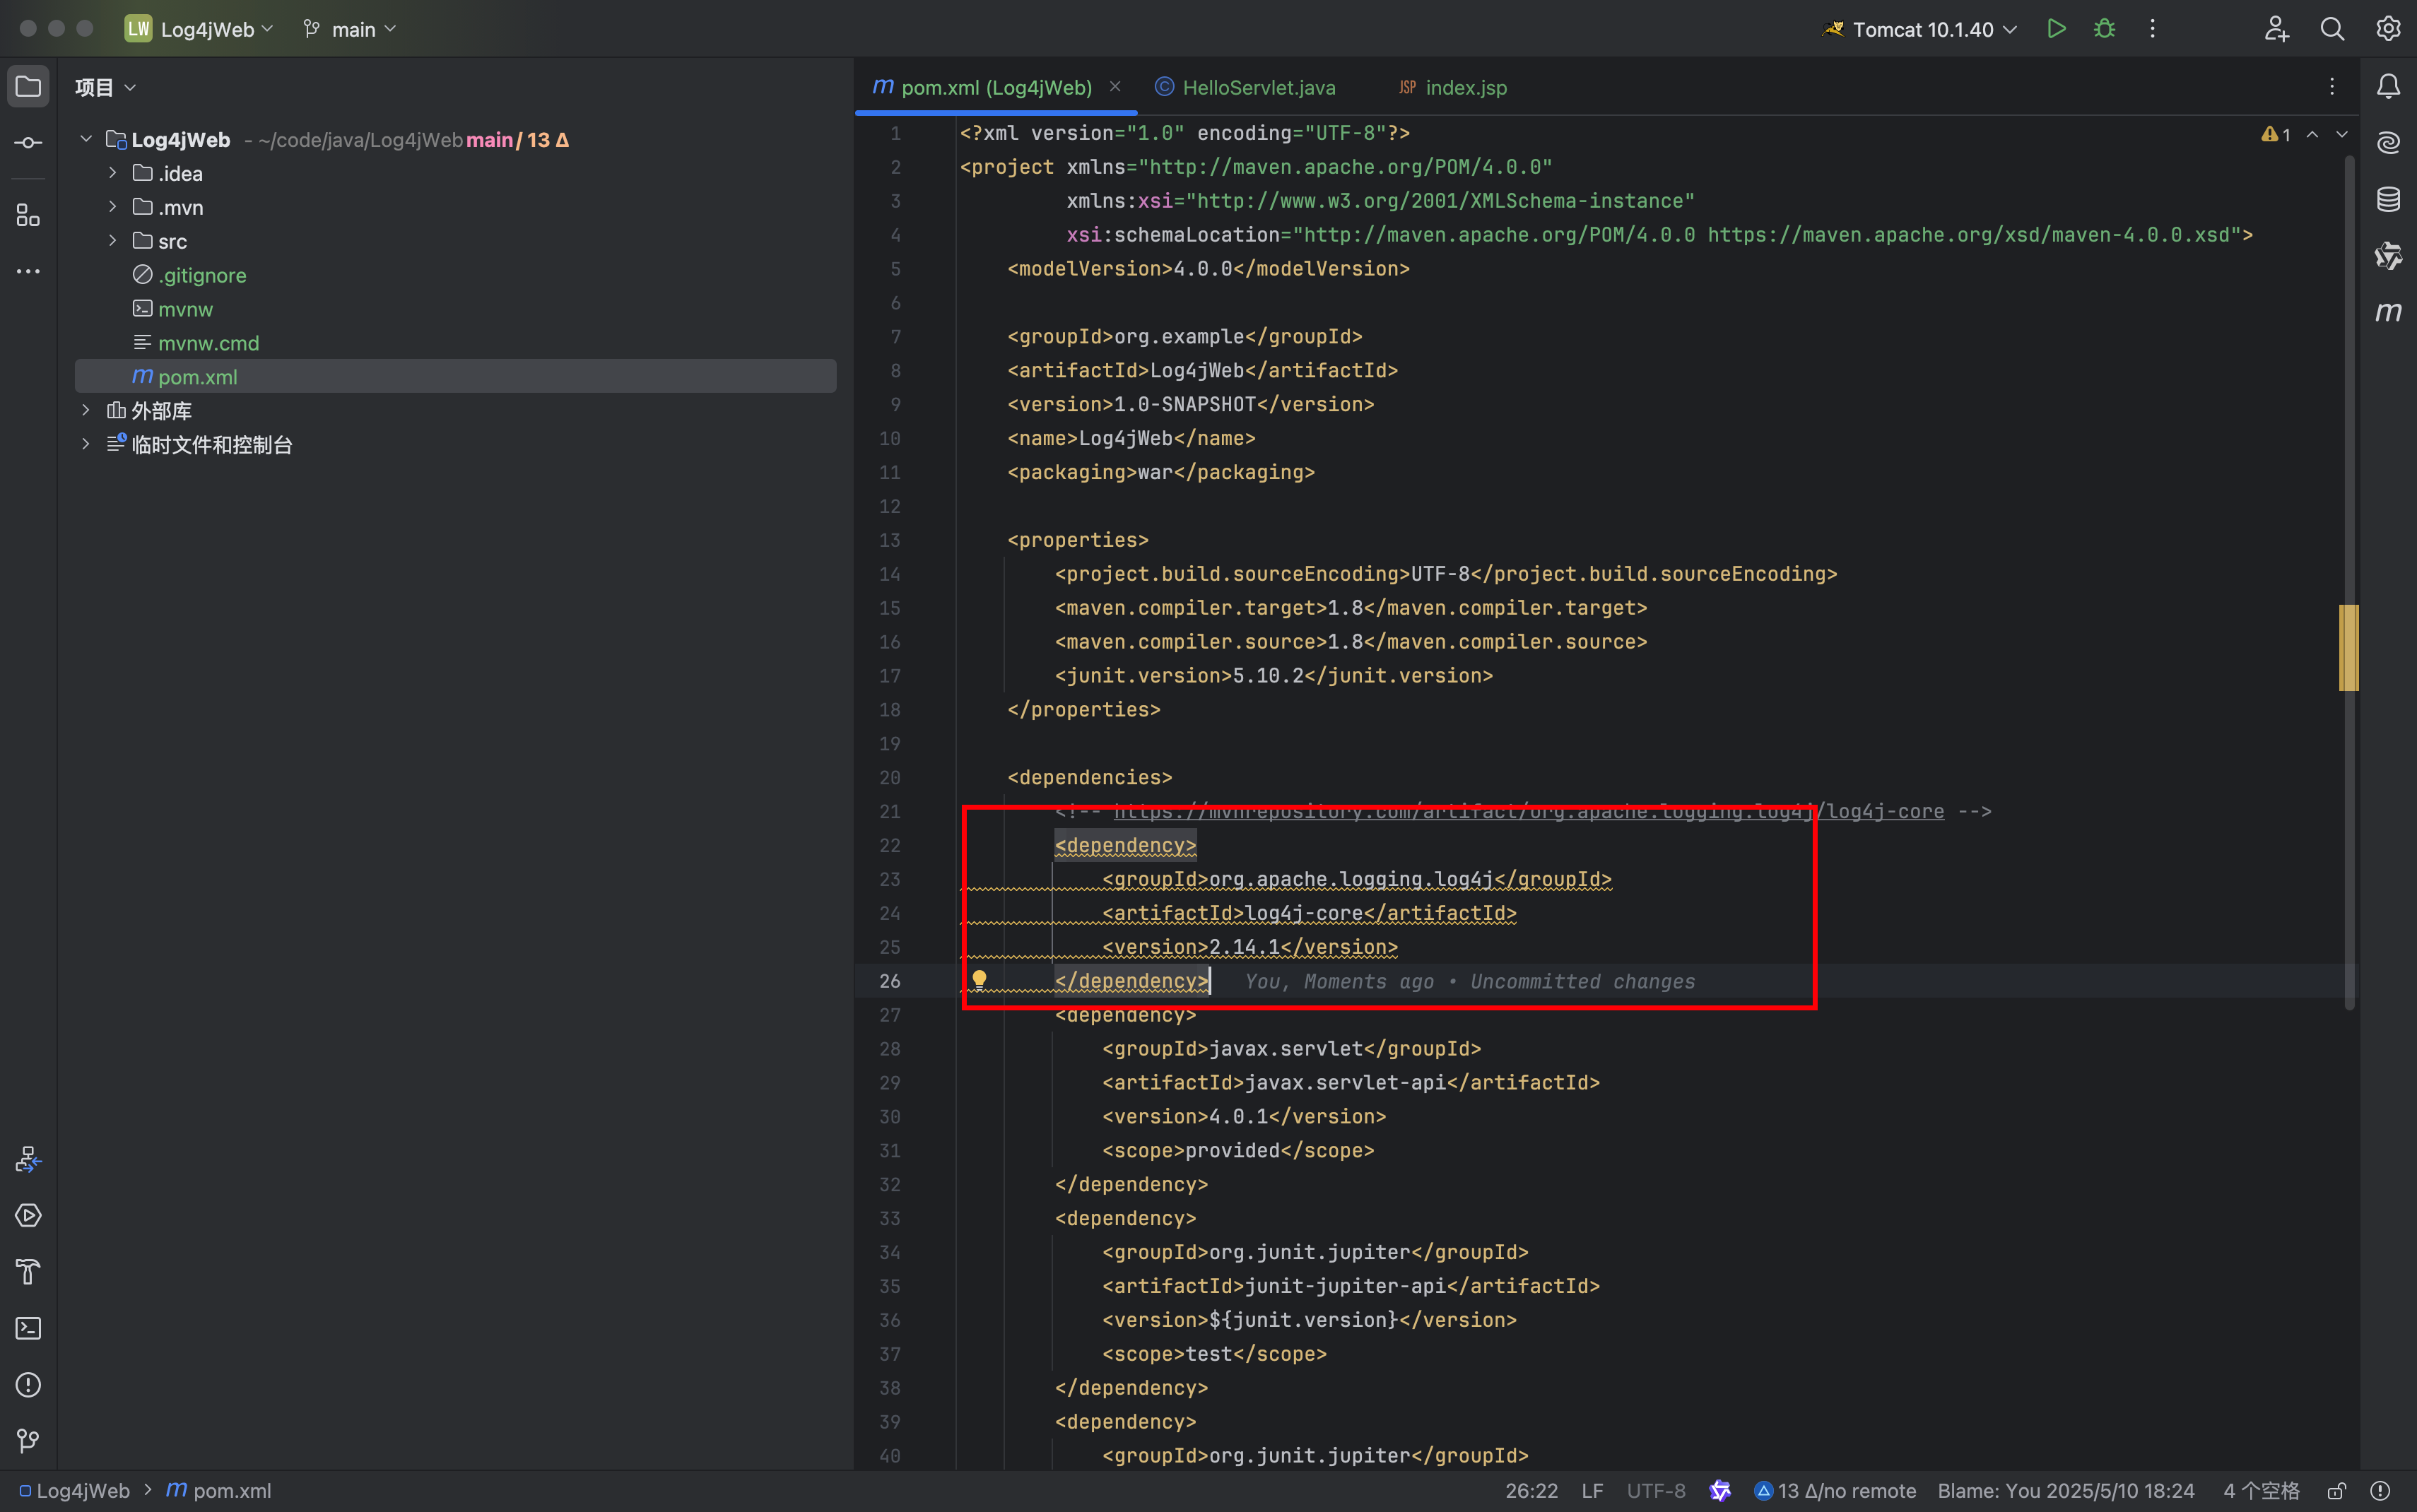 LW Log4jWeb main Tomcat 10.1.40
项目
pom.xml (Log4jWeb) HelloServlet.java JSP index.jsp
Log4jWeb - ~/code/java/Log4jWeb main / 13 Δ
.idea
.mvn
src
.gitignore
mvnw
mvnw.cmd
pom.xml
外部库
临时文件和控制台
1
1 <?xml version="1.0" encoding="UTF-8"?>
2 <project xmlns="http://maven.apache.org/POM/4.0.0"
3 xmlns:xsi="http://www.w3.org/2001/XMLSchema-instance"
4 xsi:schemaLocation="http://maven.apache.org/POM/4.0.0 https://maven.apache.org/xsd/maven-4.0.0.xsd">
5 <modelVersion>4.0.0</modelVersion>
6
7 <groupId>org.example</groupId>
8 <artifactId>Log4jWeb</artifactId>
9 <version>1.0-SNAPSHOT</version>
10 <name>Log4jWeb</name>
11 <packaging>war</packaging>
12
13 <properties>
14 <project.build.sourceEncoding>UTF-8</project.build.sourceEncoding>
15 <maven.compiler.target>1.8</maven.compiler.target>
16 <maven.compiler.source>1.8</maven.compiler.source>
17 <junit.version>5.10.2</junit.version>
18 </properties>
19
20 <dependencies>
21 <!-- https://mvnrepository.com/artifact/org.apache.logging.log4j/log4j-core -->
22 <dependency>
23 <groupId>org.apache.logging.log4j</groupId>
24 <artifactId>log4j-core</artifactId>
25 <version>2.14.1</version>
26 </dependency> You, Moments ago • Uncommitted changes
27 <dependency>
28 <groupId>javax.servlet</groupId>
29 <artifactId>javax.servlet-api</artifactId>
30 <version>4.0.1</version>
31 <scope>provided</scope>
32 </dependency>
33 <dependency>
34 <groupId>org.junit.jupiter</groupId>
35 <artifactId>junit-jupiter-api</artifactId>
36 <version>${junit.version}</version>
37 <scope>test</scope>
38 </dependency>
39 <dependency>
40 <groupId>org.junit.jupiter</groupId>
Log4jWeb > pom.xml 26:22 LF UTF-8 13 Δ/no remote Blame: You 2025/5/10 18:24 4 个空格